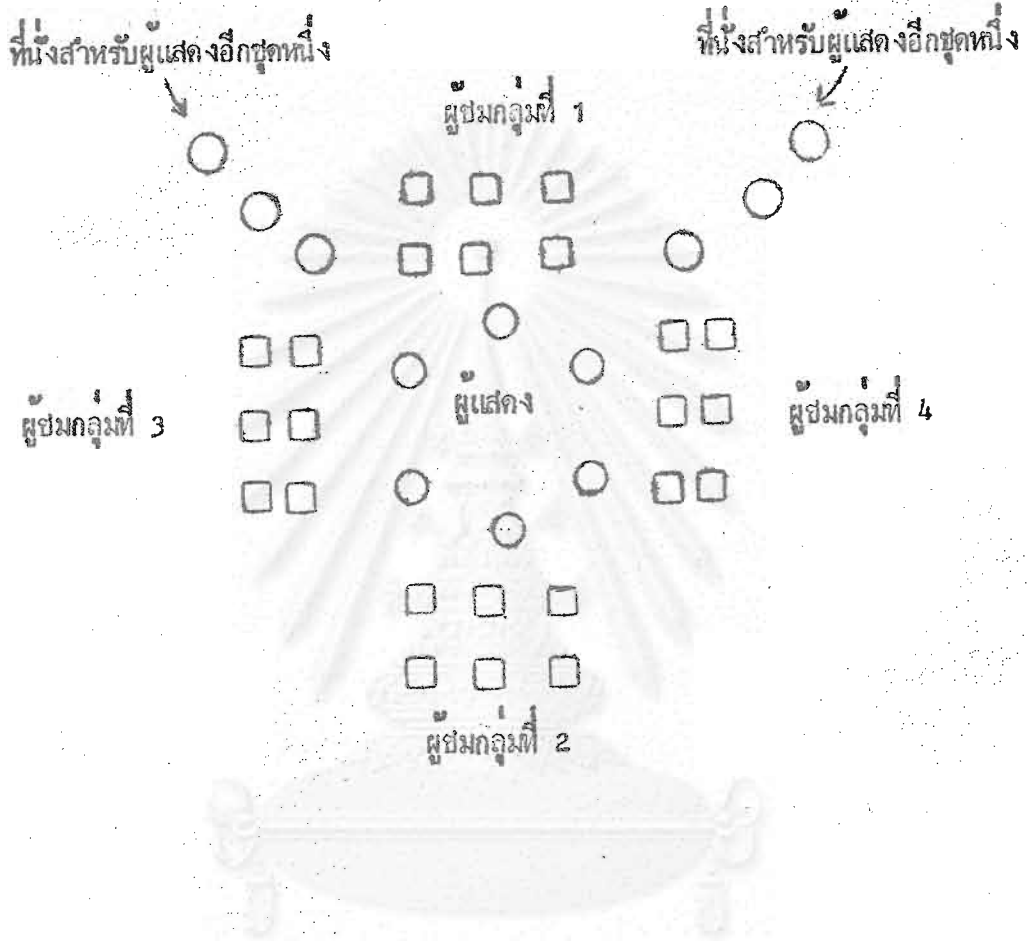 ที่นั่งสำหรับผู้แสดงอีกชุดหนึ่ง
ที่นั่งสำหรับผู้แสดงอีกชุดหนึ่ง
ผู้ชมกลุ่มที่ 1
ผู้แสดง
ผู้ชมกลุ่มที่ 3
ผู้ชมกลุ่มที่ 4
ผู้ชมกลุ่มที่ 2